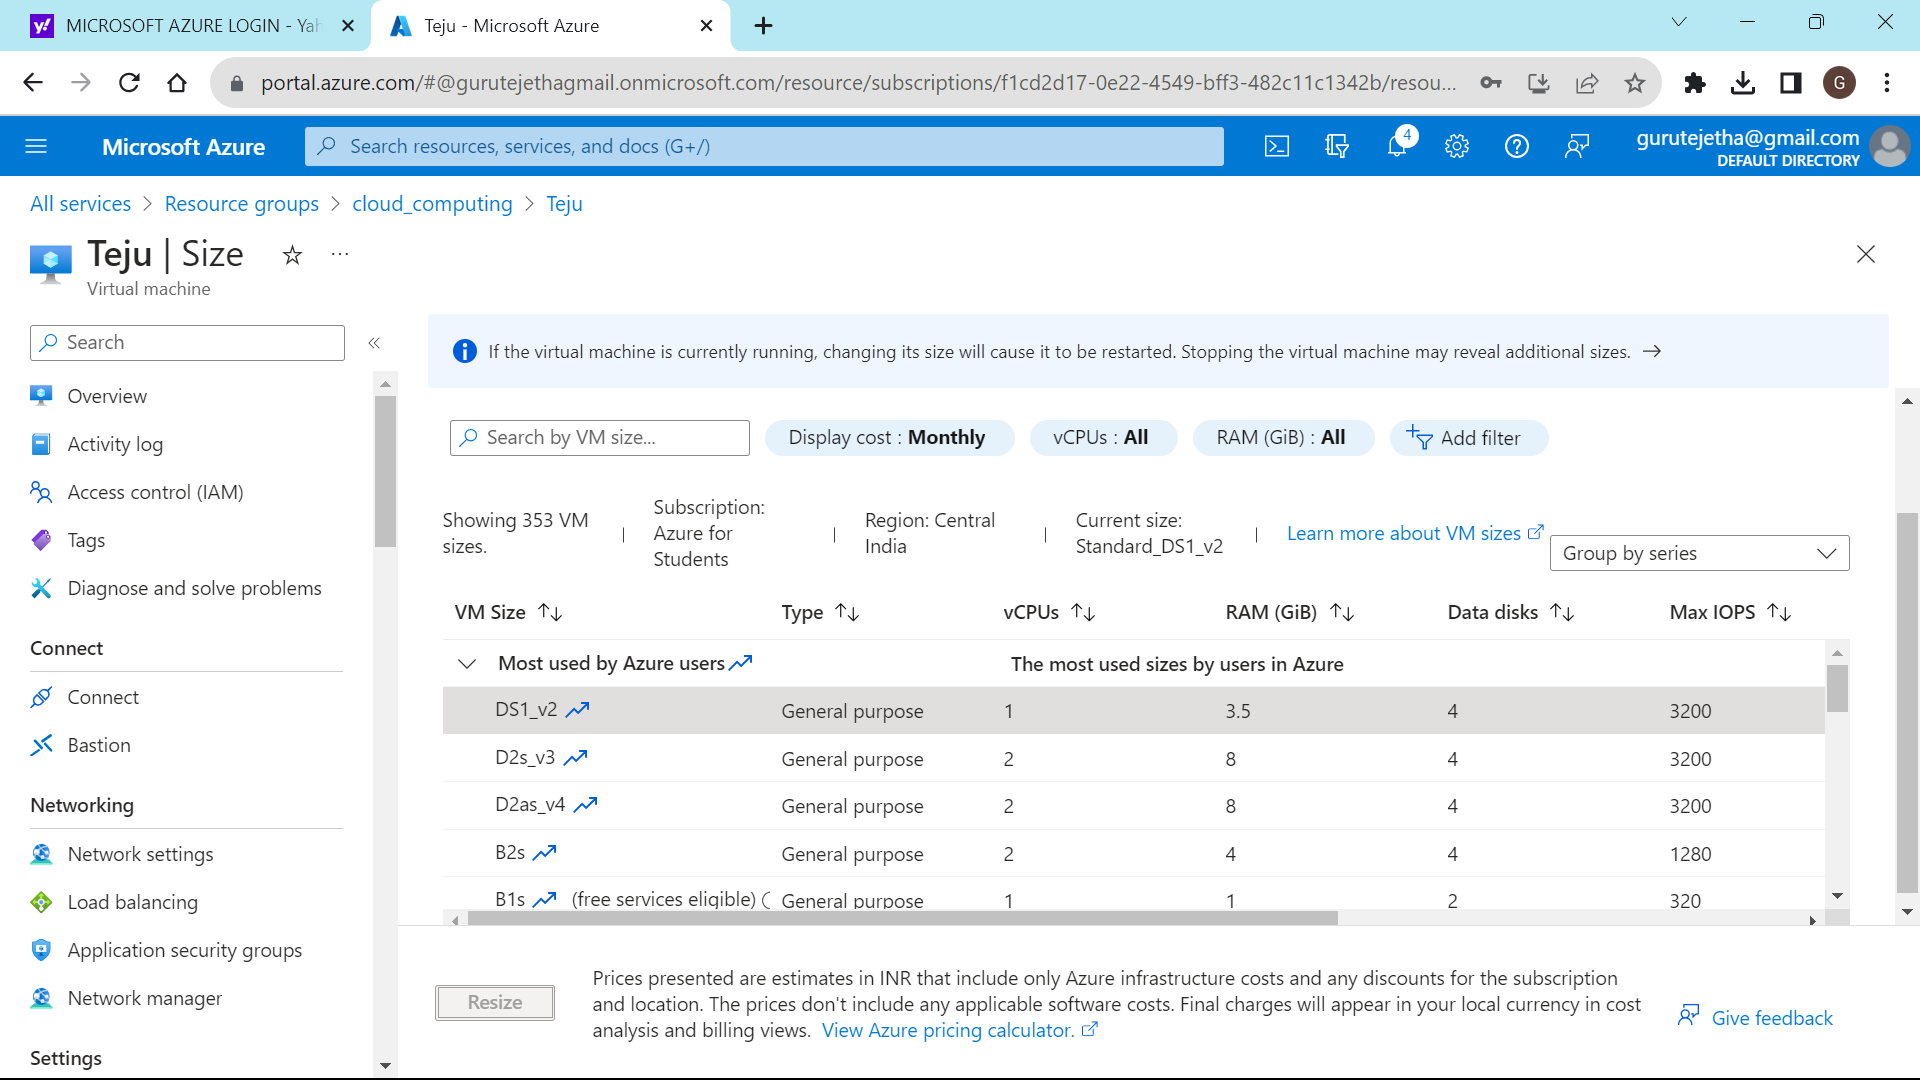 MICROSOFT AZURE LOGIN - Yah
Teju - Microsoft Azure
portal.azure.com/#@gurutejethagmail.onmicrosoft.com/resource/subscriptions/f1cd2d17-0e22-4549-bff3-482c11c1342b/resou...
G
Microsoft Azure
Search resources, services, and docs (G+/)
4
gurutejetha@gmail.com
DEFAULT DIRECTORY
All services > Resource groups > cloud_computing > Teju
Teju | Size
Virtual machine
Search
Overview
Activity log
Access control (IAM)
Tags
Diagnose and solve problems
Connect
Connect
Bastion
Networking
Network settings
Load balancing
Application security groups
Network manager
Settings
If the virtual machine is currently running, changing its size will cause it to be restarted. Stopping the virtual machine may reveal additional sizes. →
Search by VM size...
Display cost : Monthly
vCPUs : All
RAM (GiB) : All
Add filter
Showing 353 VM
sizes.
Subscription:
Azure for
Students
Region: Central
India
Current size:
Standard_DS1_v2
Learn more about VM sizes
Group by series
VM Size Type vCPUs RAM (GiB) Data disks Max IOPS
Most used by Azure users The most used sizes by users in Azure
DS1_v2 General purpose 1 3.5 4 3200
D2s_v3 General purpose 2 8 4 3200
D2as_v4 General purpose 2 8 4 3200
B2s General purpose 2 4 4 1280
B1s (free services eligible) ( General purpose 1 1 2 320
Resize
Prices presented are estimates in INR that include only Azure infrastructure costs and any discounts for the subscription
and location. The prices don't include any applicable software costs. Final charges will appear in your local currency in cost
analysis and billing views. View Azure pricing calculator.
Give feedback